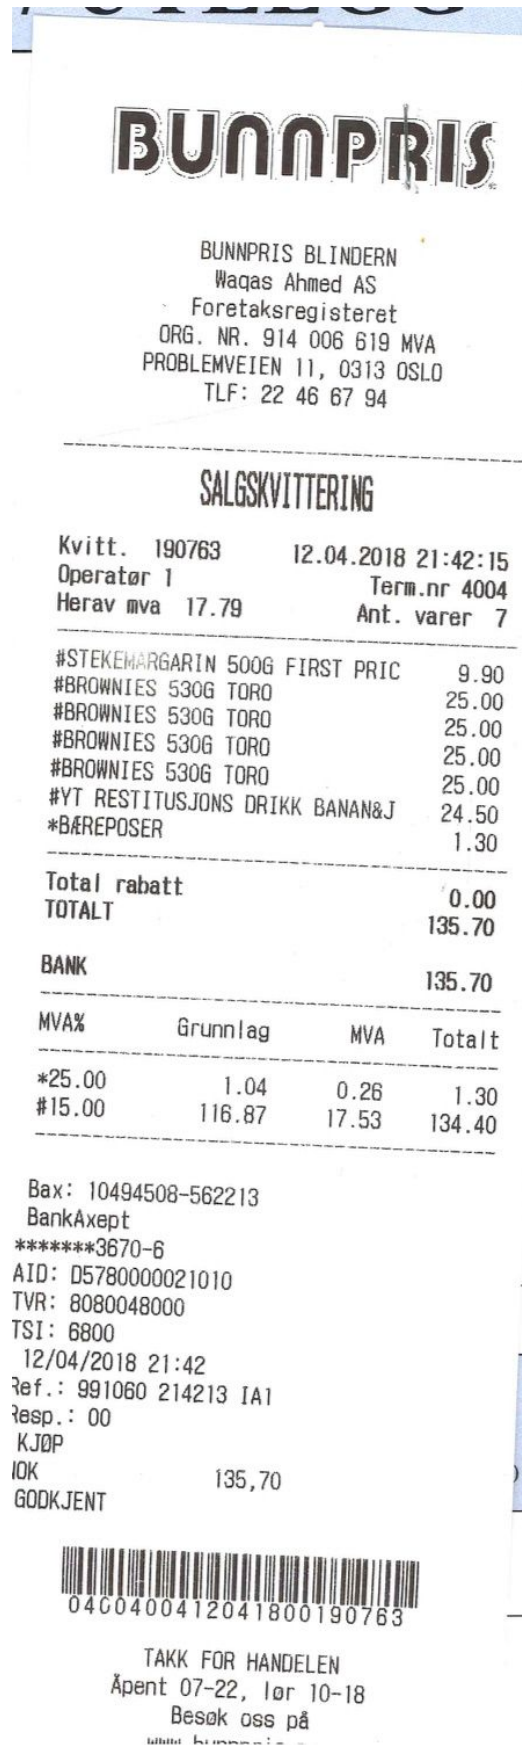 UTLEGG
BUNNPRIS
BUNNPRIS BLINDERN
Waqas Ahmed AS
Foretaksregisteret
ORG. NR. 914 006 619 MVA
PROBLEMVEIEN 11, 0313 OSLO
TLF: 22 46 67 94
SALGSKVITTERING
Kvitt. 190763 12.04.2018 21:42:15
Operatør 1 Term.nr 4004
Herav mva 17.79 Ant. varer 7
#STEKEMARGARIN 500G FIRST PRIC 9.90
#BROWNIES 530G TORO 25.00
#BROWNIES 530G TORO 25.00
#BROWNIES 530G TORO 25.00
#BROWNIES 530G TORO 25.00
#YT RESTITUSJONS DRIKK BANAN&J 24.50
*BÆREPOSER 1.30
Total rabatt 0.00
TOTALT 135.70
BANK 135.70
MVA% Grunnlag MVA Totalt
*25.00 1.04 0.26 1.30
#15.00 116.87 17.53 134.40
Bax: 10494508-562213
BankAxept
*******3670-6
AID: D5780000021010
TVR: 8080048000
TSI: 6800
12/04/2018 21:42
Ref.: 991060 214213 IA1
Resp.: 00
KJØP
NOK 135,70
GODKJENT
0400400412041800190763
TAKK FOR HANDELEN
Åpent 07-22, lør 10-18
Besøk oss på